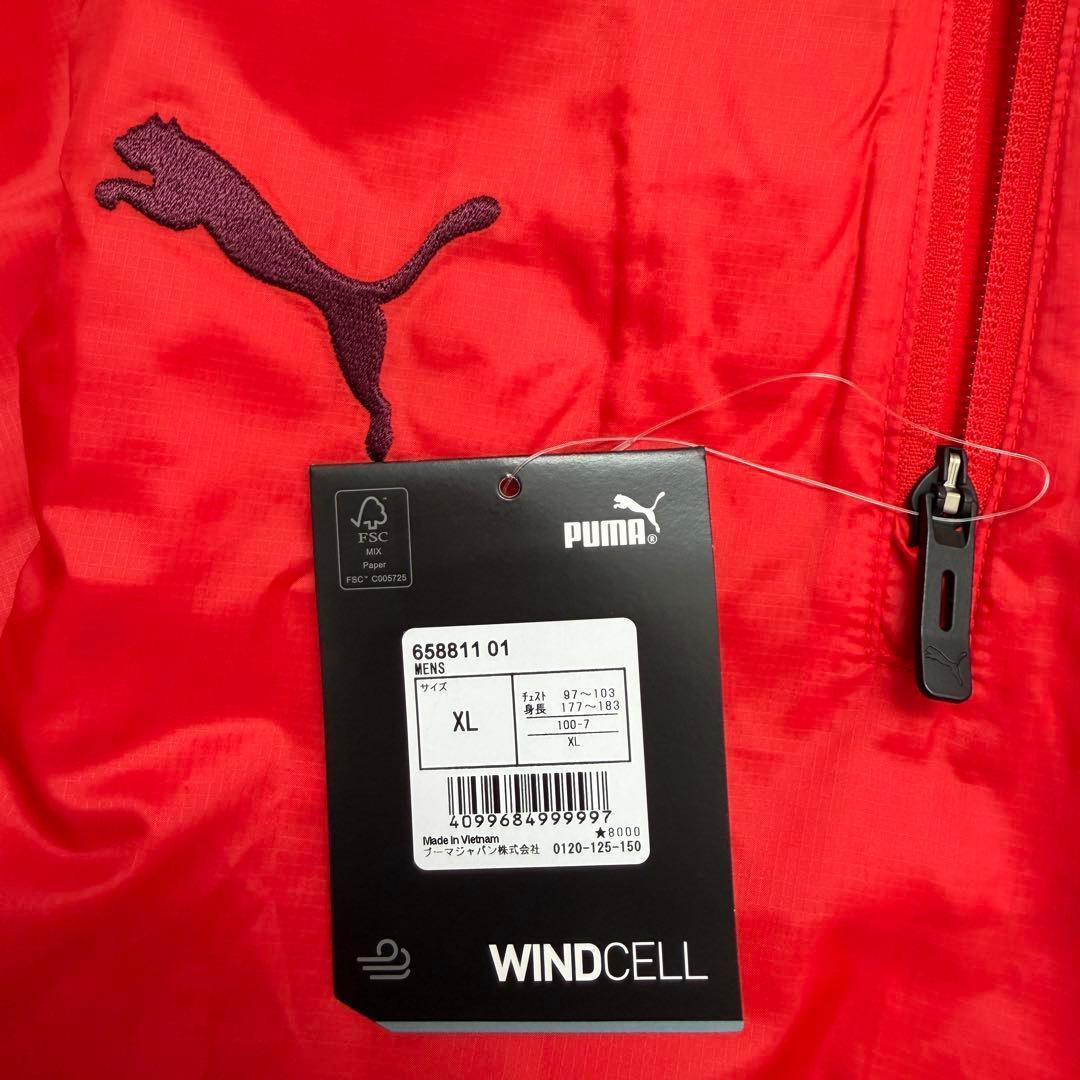 FSC
MIX
Paper
FSC™ C005725
PUMA®
658811 01
MENS
サイズ
XL
ﾁｪｽﾄ 97～103
身長 177～183
100-7
XL
4099684999997
★8000
Made in Vietnam
プーマジャパン株式会社 0120-125-150
WINDCELL